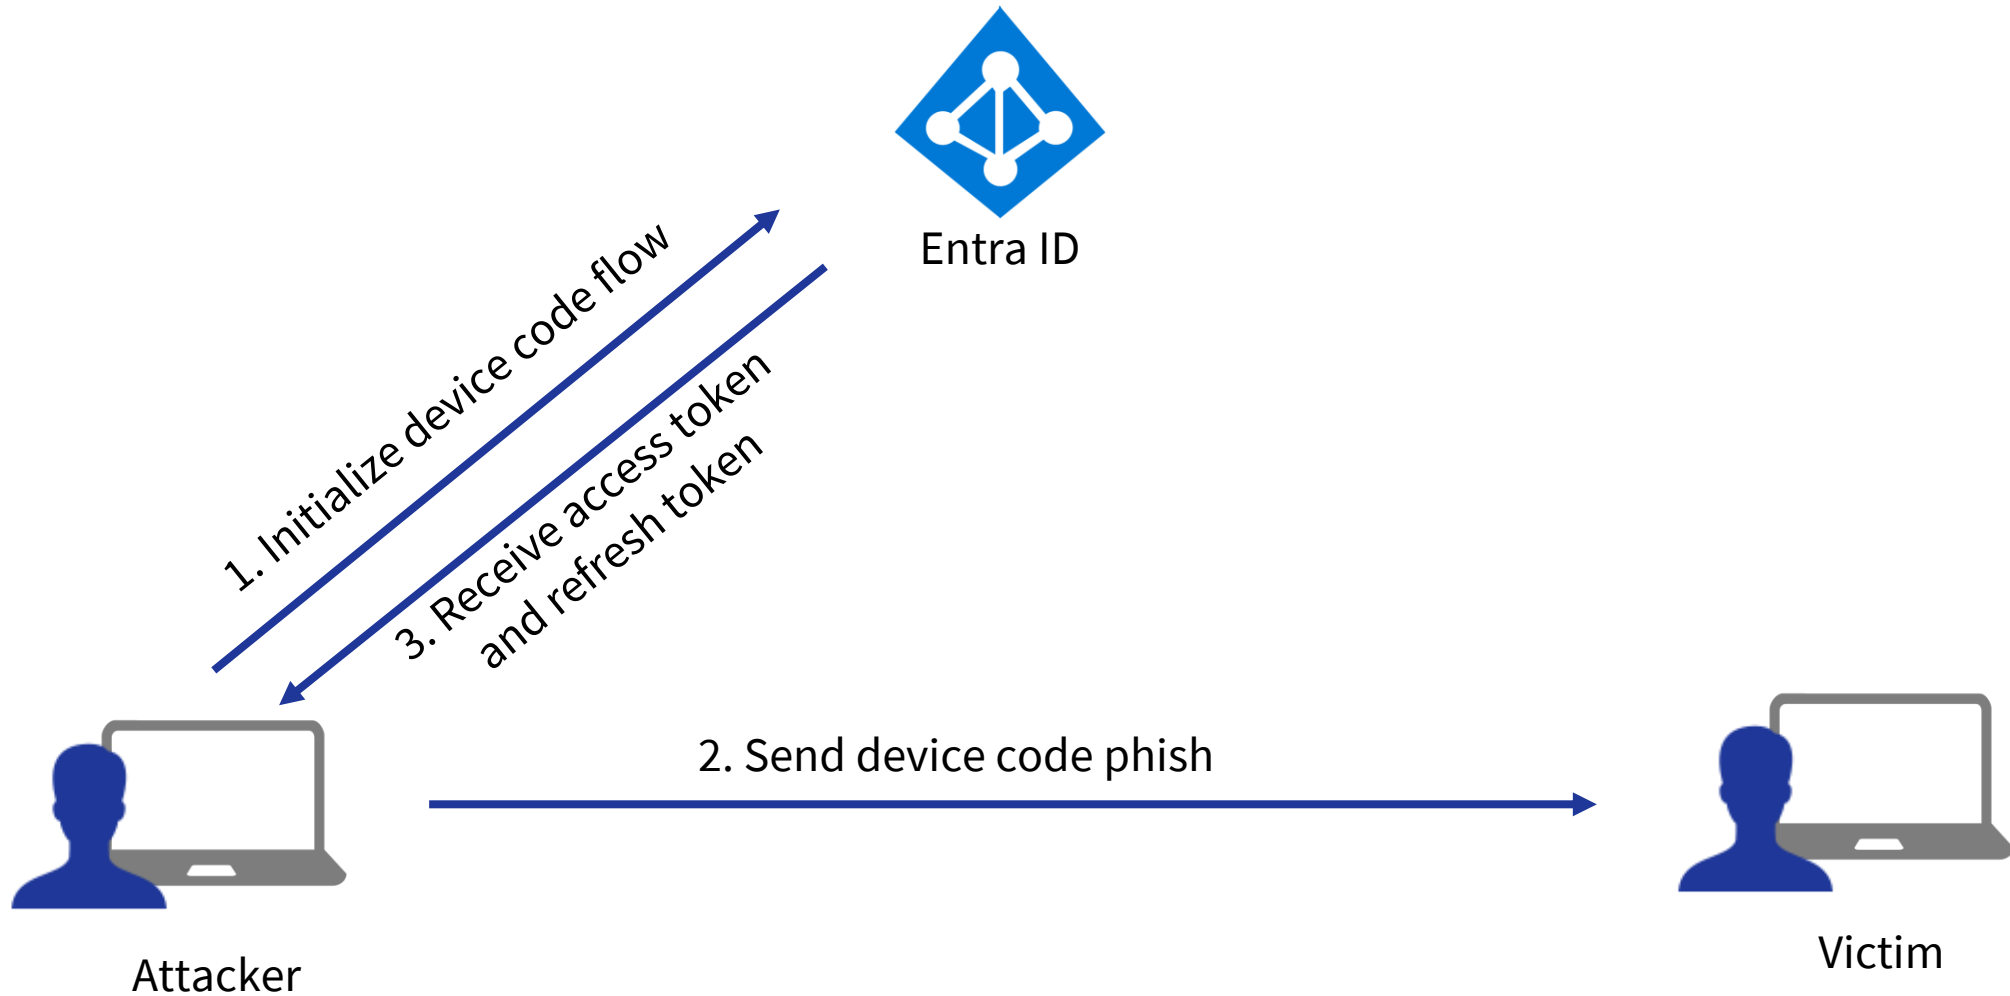 Entra ID
1. Initialize device code flow
3. Receive access token
and refresh token
2. Send device code phish
Attacker
Victim